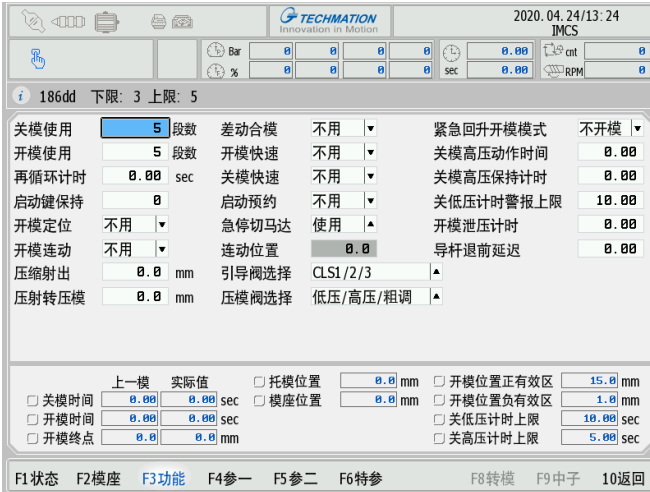 TECHMATION
Innovation in Motion
2020.04.24/13:24
IMCS
Bar 0 0 0 0 0.00 cnt 0
% 0 0 0 0 sec 0.00 RPM 0
i 186dd 下限: 3 上限: 5
关模使用 5 段数 差动合模 不用 紧急回升开模模式 不开模
开模使用 5 段数 开模快速 不用 关模高压动作时间 0.00
再循环计时 0.00 sec 关模快速 不用 关模高压保持计时 0.00
启动键保持 0 启动预约 不用 关低压计时警报上限 10.00
开模定位 不用 急停切马达 使用 开模泄压计时 0.00
开模连动 不用 连动位置 0.0 导杆退前延迟 0.00
压缩射出 0.0 mm 引导阀选择 CLS1/2/3
压射转压模 0.0 mm 压模阀选择 低压/高压/粗调
上一模 实际值 托模位置 0.0 mm 开模位置正有效区 15.0 mm
关模时间 0.00 0.00 sec 模座位置 0.0 mm 开模位置负有效区 1.0 mm
开模时间 0.00 0.00 sec 关低压计时上限 10.00 sec
开模终点 0.0 0.0 mm 关高压计时上限 5.00 sec
F1状态 F2模座 F3功能 F4参一 F5参二 F6特参 F8转模 F9中子 10返回